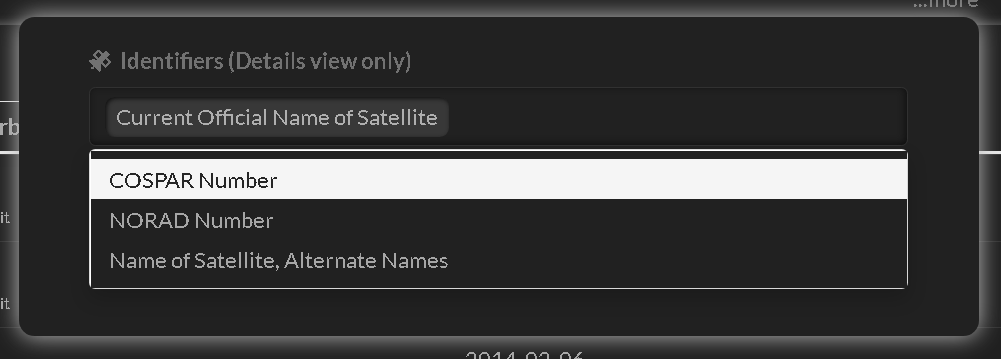 ...more
Identifiers (Details view only)
Current Official Name of Satellite
rb
COSPAR Number
it
NORAD Number
Name of Satellite, Alternate Names
it
2014-02-06